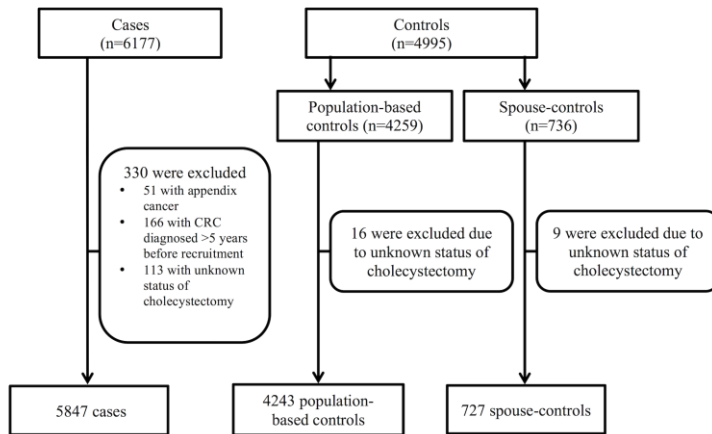 Cases
(n=6177)
Controls
(n=4995)
Population-based
controls (n=4259)
Spouse-controls
(n=736)
330 were excluded
• 51 with appendix
cancer
• 166 with CRC
diagnosed >5 years
before recruitment
• 113 with unknown
status of
cholecystectomy
16 were excluded due
to unknown status of
cholecystectomy
9 were excluded due to
unknown status of
cholecystectomy
5847 cases
4243 population-
based controls
727 spouse-controls